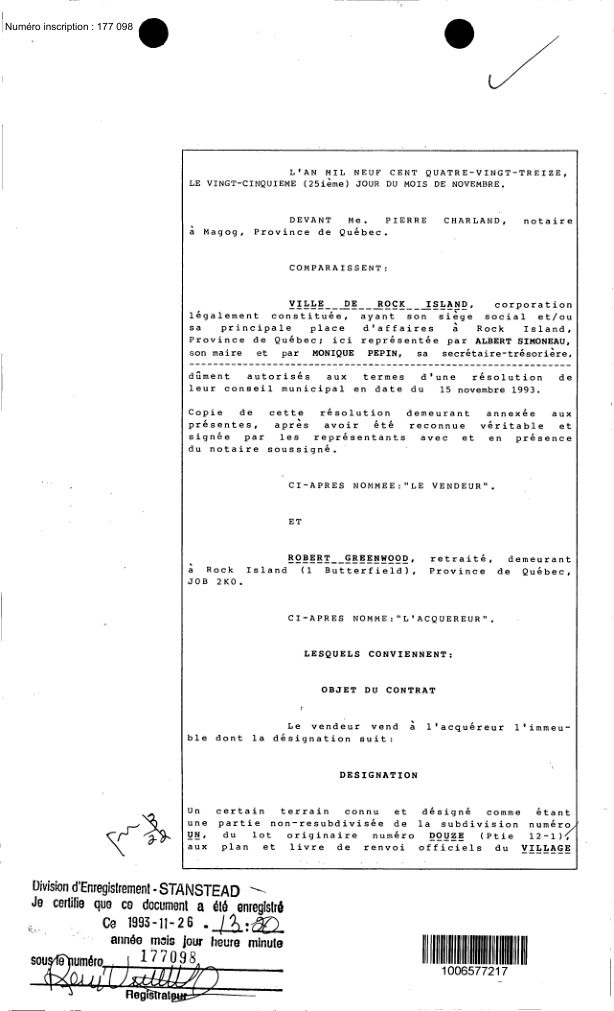 Numéro inscription : 177 098
L'AN MIL NEUF CENT QUATRE-VINGT-TREIZE,
LE VINGT-CINQUIEME (25ième) JOUR DU MOIS DE NOVEMBRE.
DEVANT Me. PIERRE CHARLAND, notaire
à Magog, Province de Québec.
COMPARAISSENT:
VILLE DE ROCK ISLAND, corporation
légalement constituée, ayant son siège social et/ou
sa principale place d'affaires à Rock Island,
Province de Québec; ici représentée par ALBERT SIMONEAU,
son maire et par MONIQUE PEPIN, sa secrétaire-trésorière,
dûment autorisés aux termes d'une résolution de
leur conseil municipal en date du 15 novembre 1993.
Copie de cette résolution demeurant annexée aux
présentes, après avoir été reconnue véritable et
signée par les représentants avec et en présence
du notaire soussigné.
CI-APRES NOMMEE:"LE VENDEUR".
ET
ROBERT GREENWOOD, retraité, demeurant
à Rock Island (1 Butterfield), Province de Québec,
JOB 2KO.
CI-APRES NOMME:"L'ACQUEREUR".
LESQUELS CONVIENNENT:
OBJET DU CONTRAT
Le vendeur vend à l'acquéreur l'immeu-
ble dont la désignation suit:
DESIGNATION
Un certain terrain connu et désigné comme étant
une partie non-resubdivisée de la subdivision numéro
UN, du lot originaire numéro DOUZE (Ptie 12-1),
aux plan et livre de renvoi officiels du VILLAGE
Division d'Enregistrement - STANSTEAD
Je certifie que ce document a été enregistré
Ce 1993-11-26 .
année mois jour heure minute
sous le numéro 177098
Registrateur
1006577217